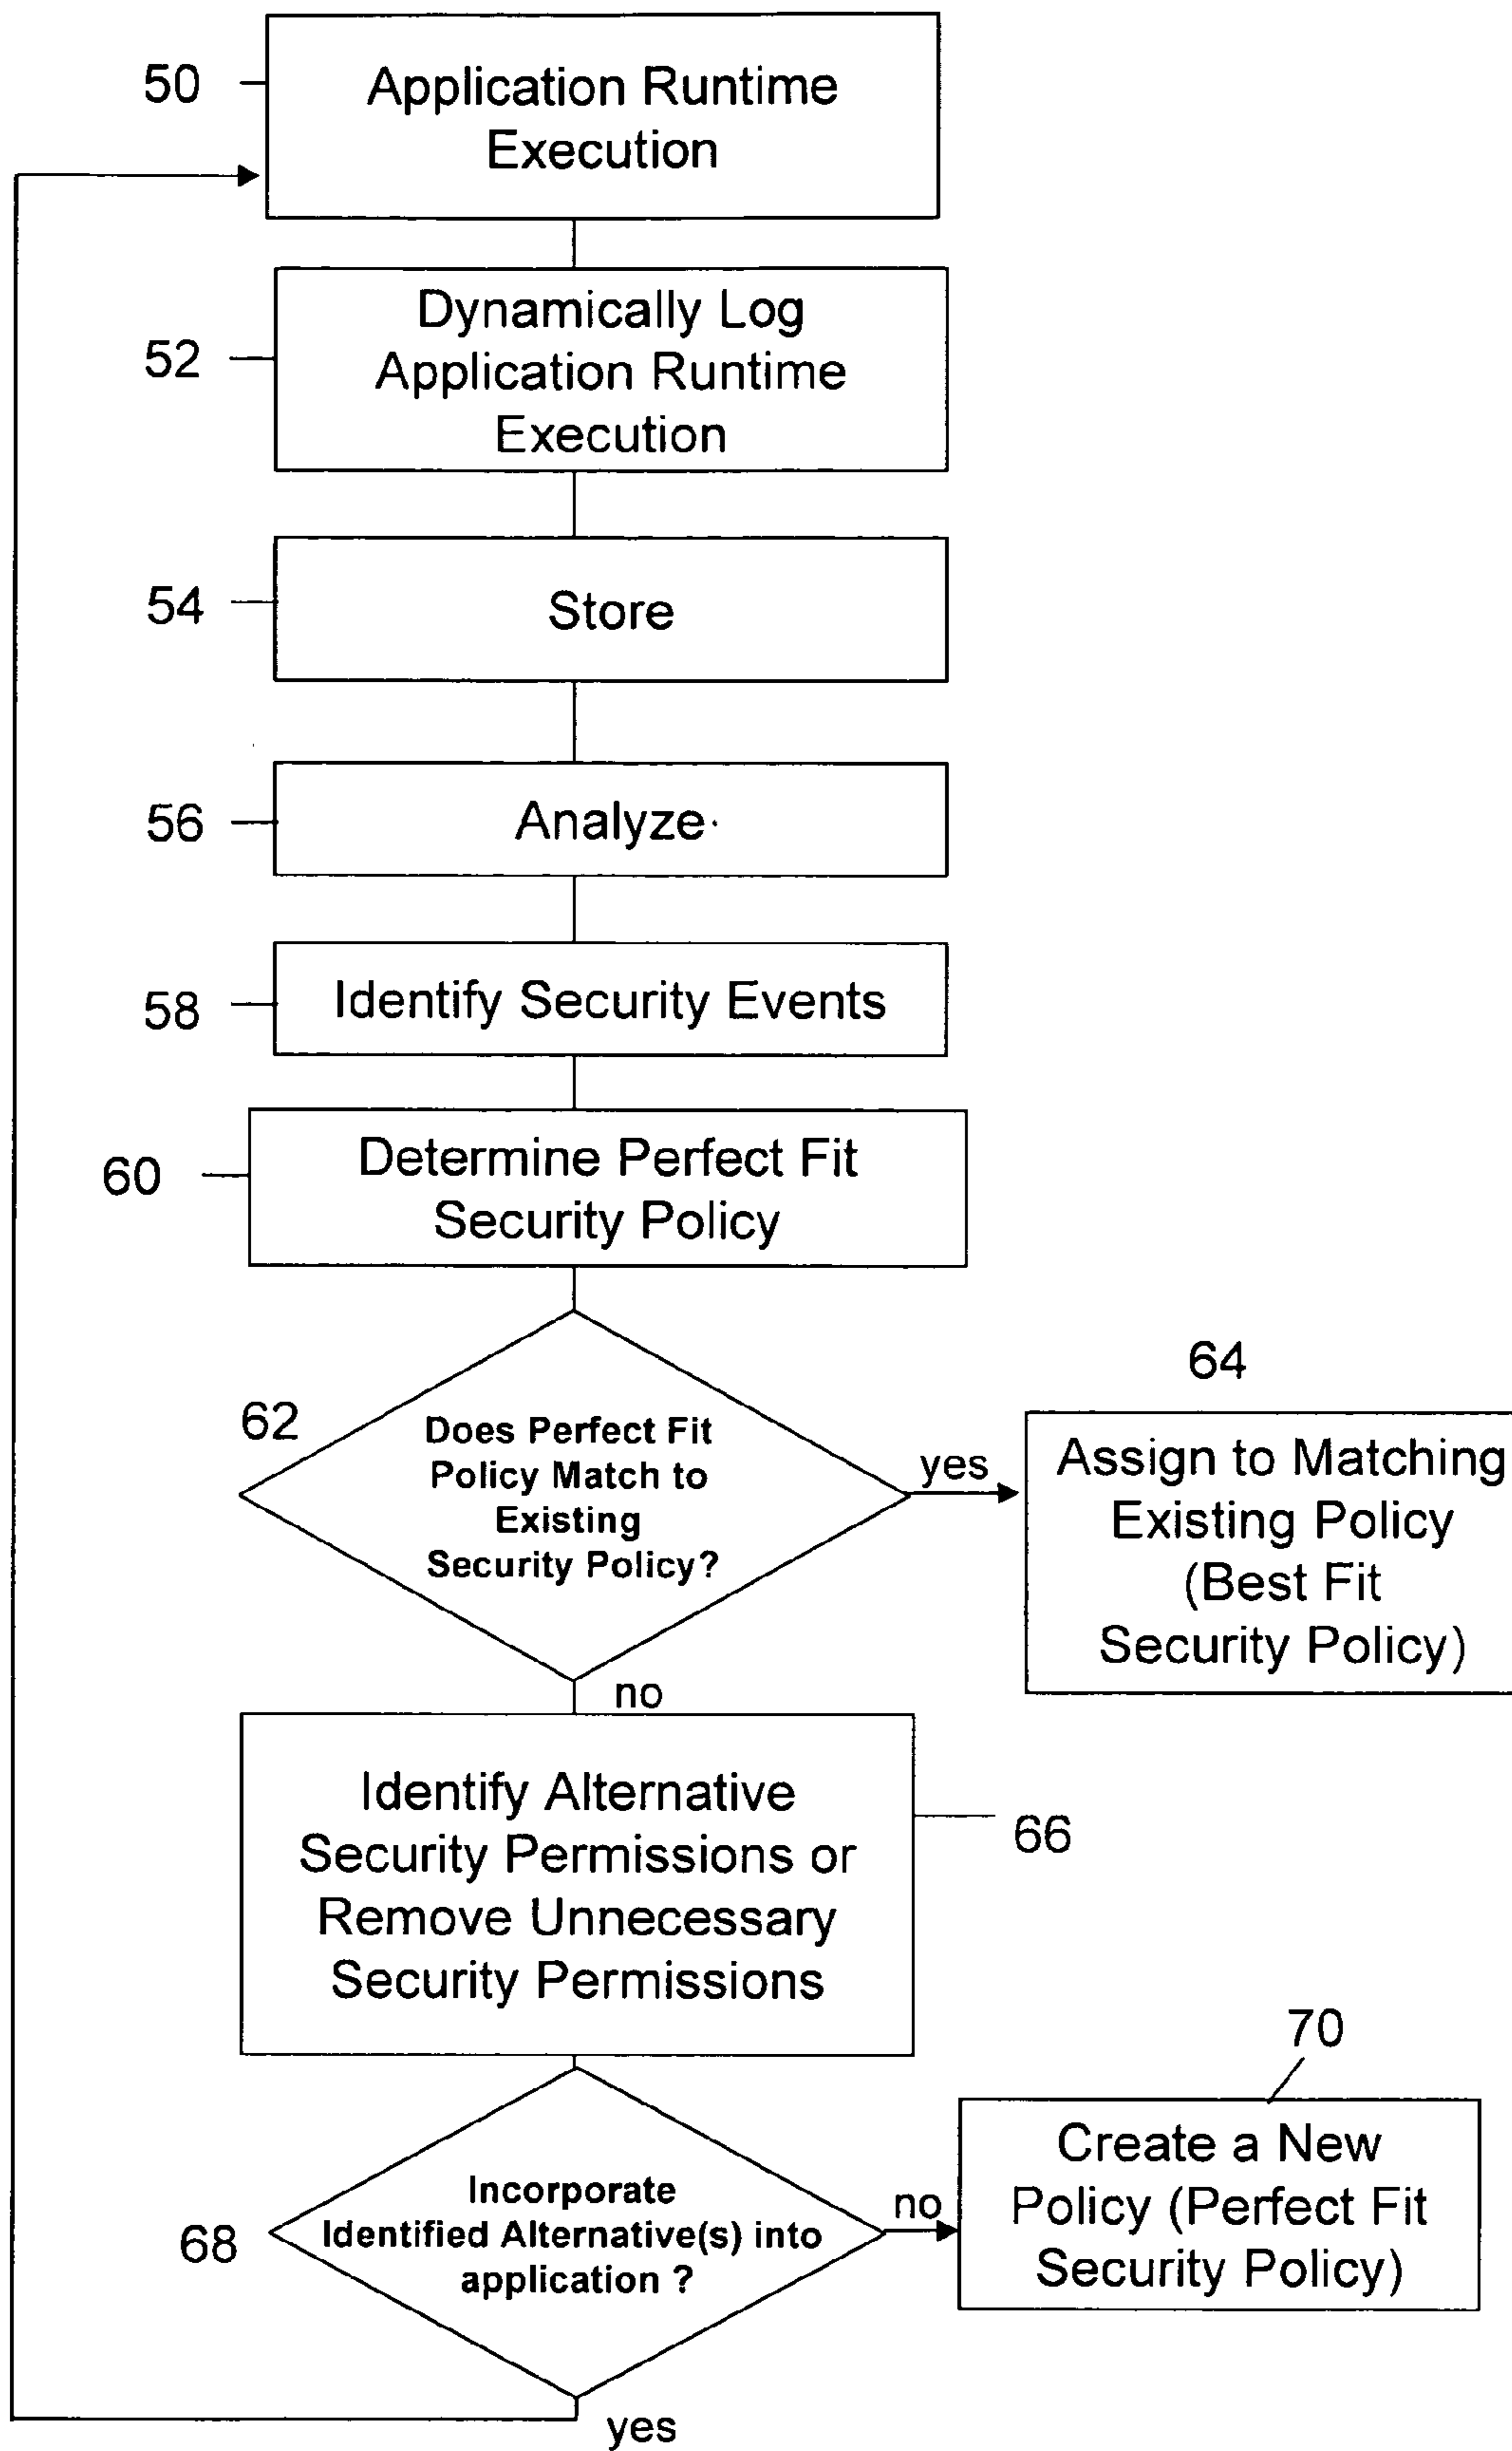 50
Application Runtime
Execution
52
Dynamically Log
Application Runtime
Execution
54
Store
56
Analyze
58
Identify Security Events
60
Determine Perfect Fit
Security Policy
62
Does Perfect Fit
Policy Match to
Existing
Security Policy?
yes
64
Assign to Matching
Existing Policy
(Best Fit
Security Policy)
no
Identify Alternative
Security Permissions or
Remove Unnecessary
Security Permissions
66
68
Incorporate
Identified Alternative(s) into
application ?
no
70
Create a New
Policy (Perfect Fit
Security Policy)
yes